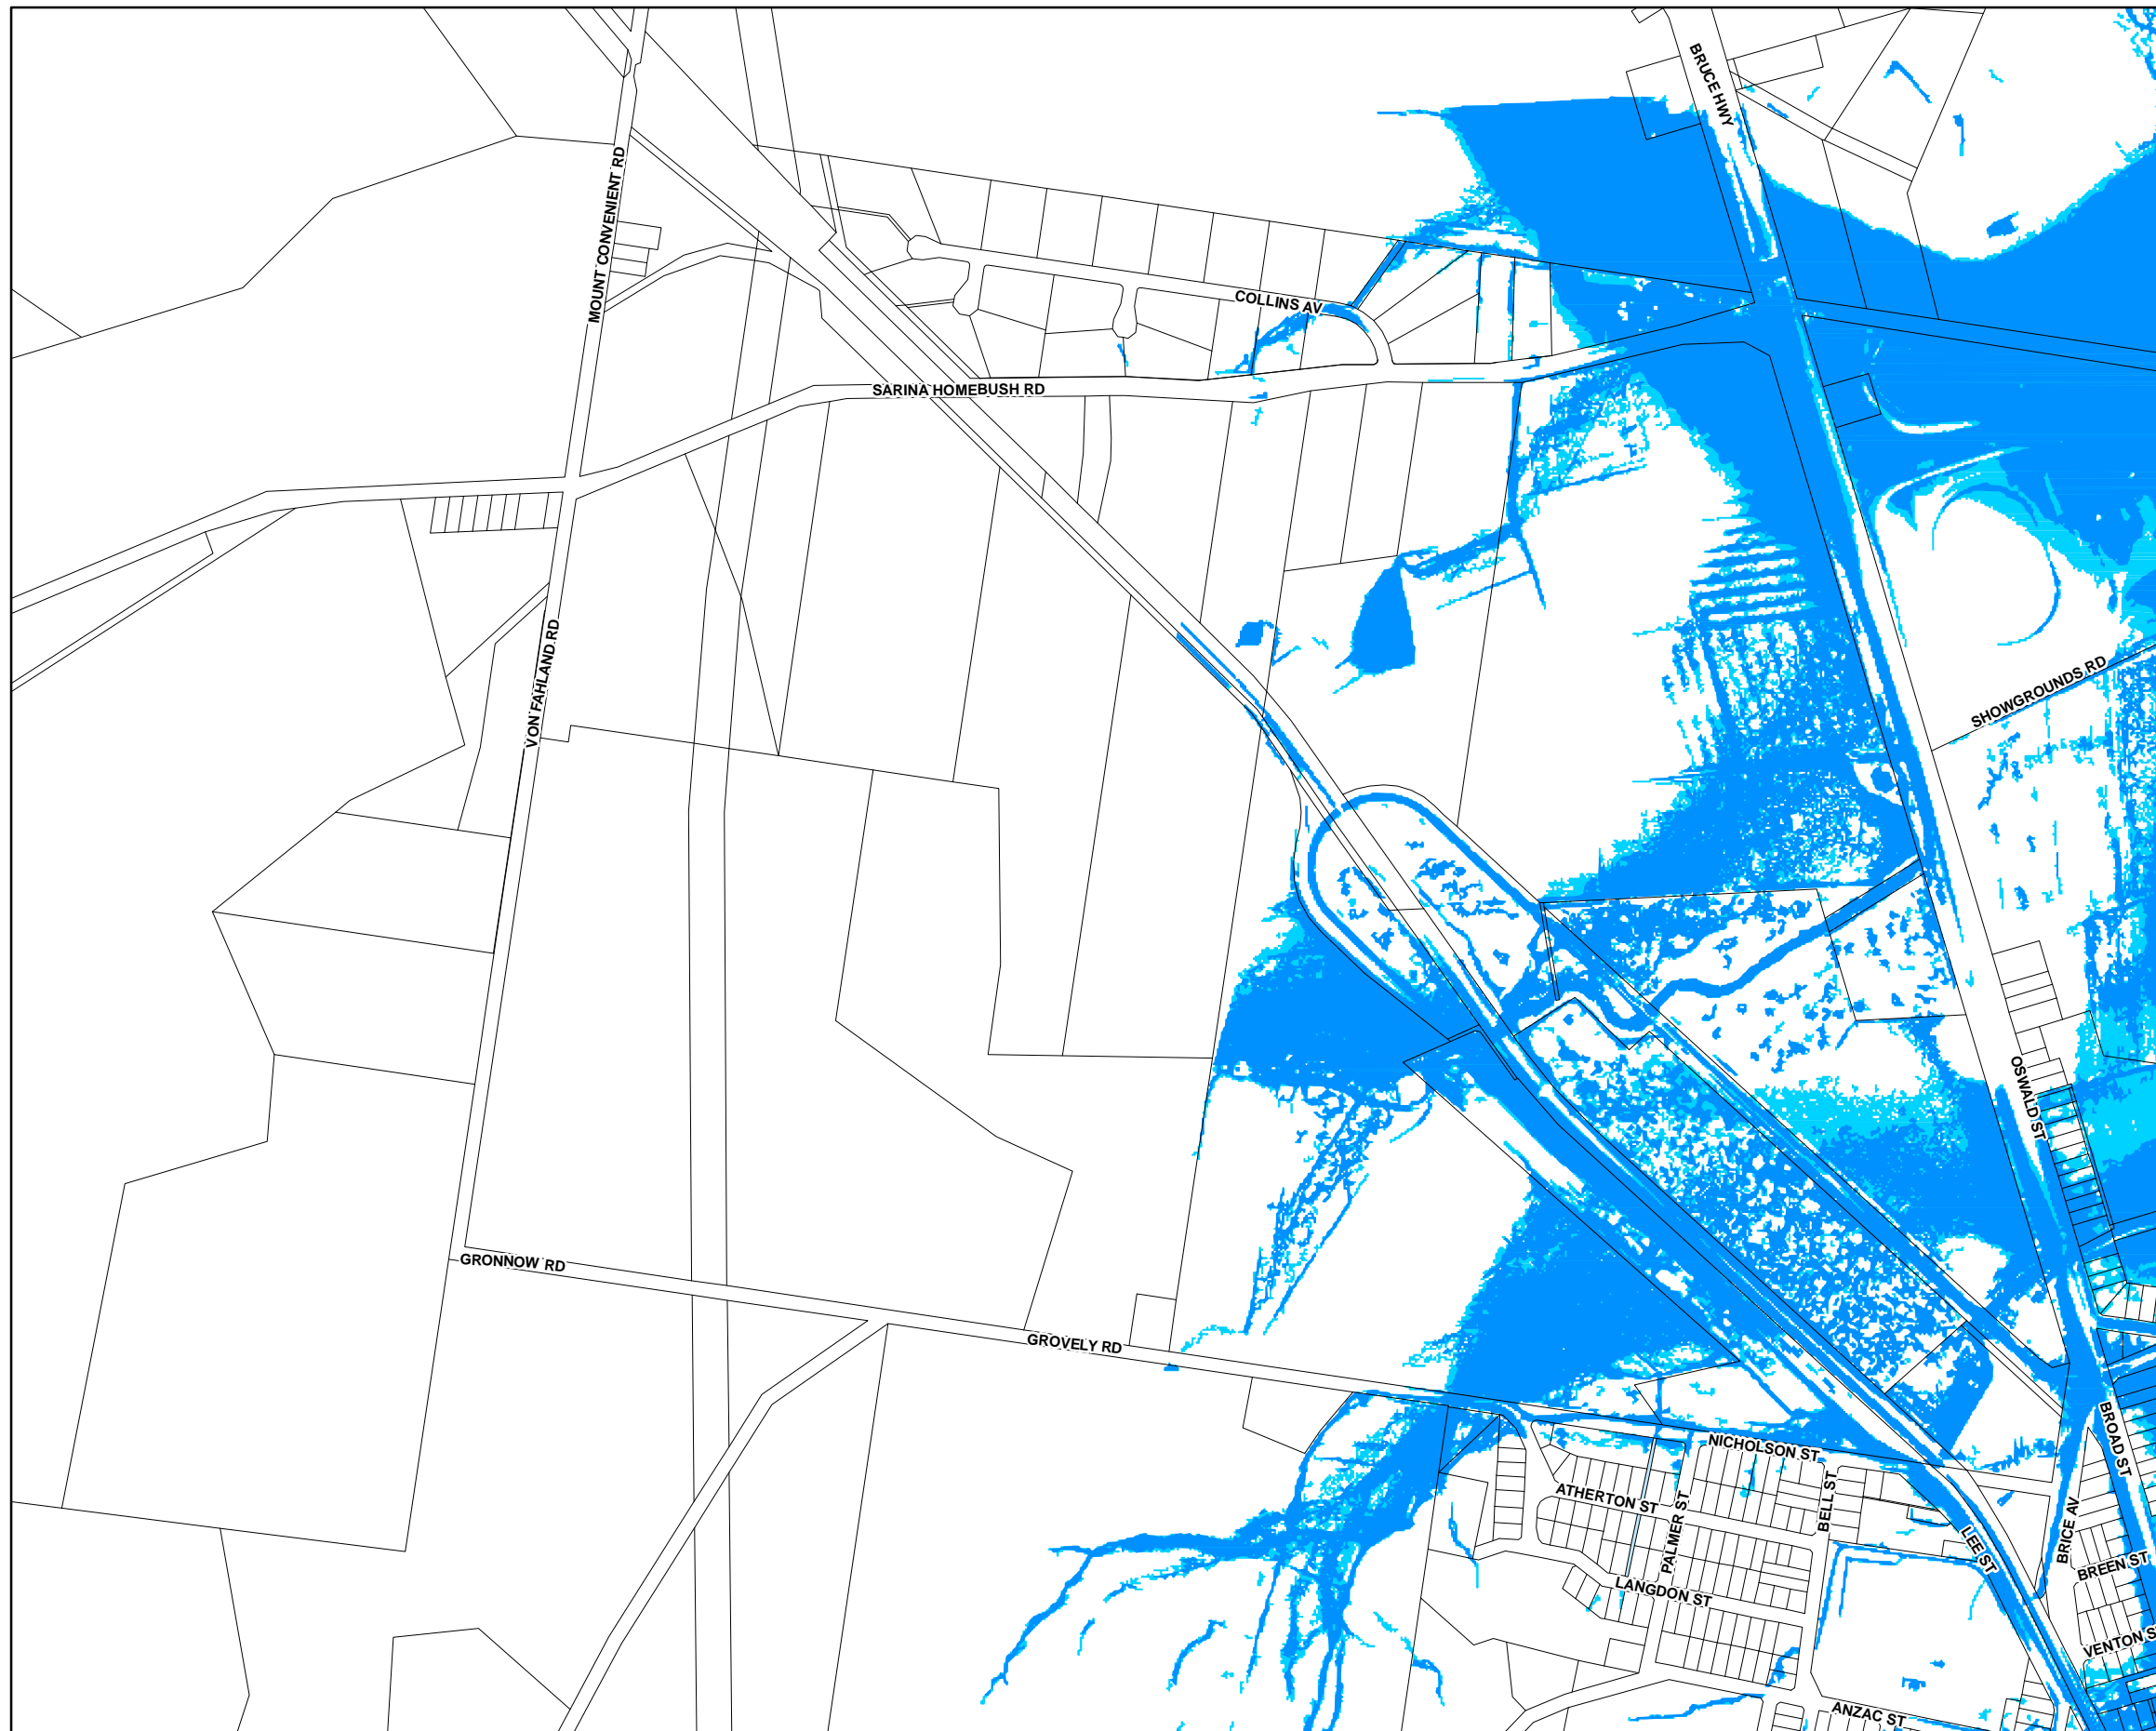 BRUCE HWY
MOUNT CONVENIENT RD
COLLINS AV
SARINA HOMEBUSH RD
VON FAHLAND RD
SHOWGROUNDS RD
OSWALD ST
GRONNOW RD
GROVELY RD
BROAD ST
NICHOLSON ST
ATHERTON ST
PALMER ST
BELL ST
LEE ST
BRICE AV
BREEN ST
LANGDON ST
VENTON S
ANZAC ST